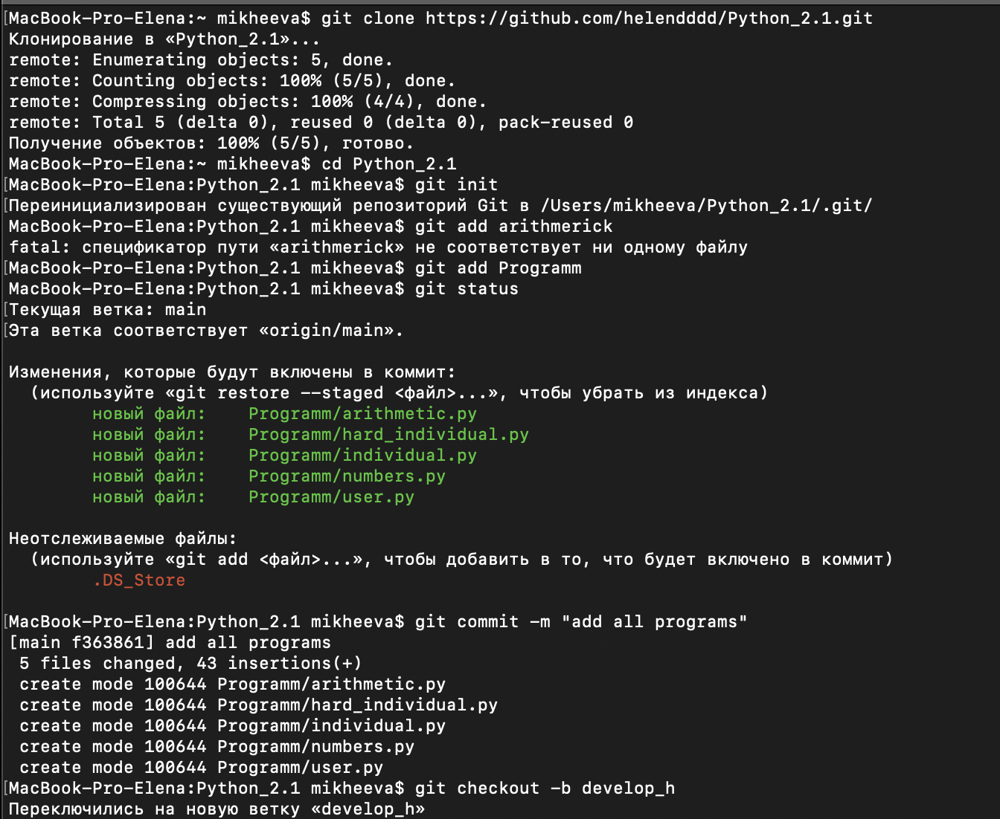 [MacBook-Pro-Elena:~ mikheeva$ git clone https://github.com/helendddd/Python_2.1.git
Клонирование в «Python_2.1»...
remote: Enumerating objects: 5, done.
remote: Counting objects: 100% (5/5), done.
remote: Compressing objects: 100% (4/4), done.
remote: Total 5 (delta 0), reused 0 (delta 0), pack-reused 0
Получение объектов: 100% (5/5), готово.
MacBook-Pro-Elena:~ mikheeva$ cd Python_2.1
[MacBook-Pro-Elena:Python_2.1 mikheeva$ git init
[Переинициализирован существующий репозиторий Git в /Users/mikheeva/Python_2.1/.git/
MacBook-Pro-Elena:Python_2.1 mikheeva$ git add arithmerick
fatal: спецификатор пути «arithmerick» не соответствует ни одному файлу
[MacBook-Pro-Elena:Python_2.1 mikheeva$ git add Programm
MacBook-Pro-Elena:Python_2.1 mikheeva$ git status
[Текущая ветка: main
[Эта ветка соответствует «origin/main».
Изменения, которые будут включены в коммит:
(используйте «git restore --staged <файл>...», чтобы убрать из индекса)
новый файл:    Programm/arithmetic.py
новый файл:    Programm/hard_individual.py
новый файл:    Programm/individual.py
новый файл:    Programm/numbers.py
новый файл:    Programm/user.py
Неотслеживаемые файлы:
(используйте «git add <файл>...», чтобы добавить в то, что будет включено в коммит)
.DS_Store
[MacBook-Pro-Elena:Python_2.1 mikheeva$ git commit -m "add all programs"
[main f363861] add all programs
5 files changed, 43 insertions(+)
create mode 100644 Programm/arithmetic.py
create mode 100644 Programm/hard_individual.py
create mode 100644 Programm/individual.py
create mode 100644 Programm/numbers.py
create mode 100644 Programm/user.py
[MacBook-Pro-Elena:Python_2.1 mikheeva$ git checkout -b develop_h
Переключились на новую ветку «develop_h»